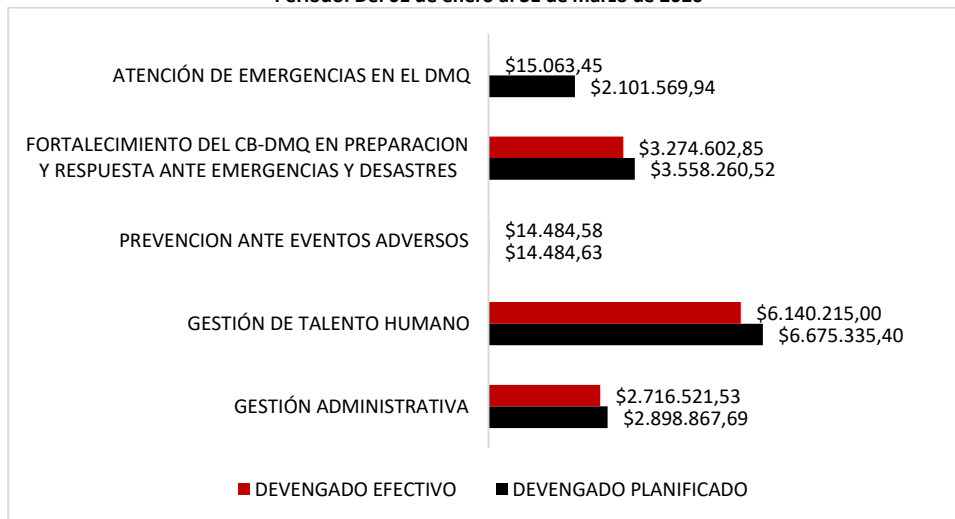 ATENCIÓN DE EMERGENCIAS EN EL DMQ
$15.063,45
$2.101.569,94
FORTALECIMIENTO DEL CB-DMQ EN PREPARACION
Y RESPUESTA ANTE EMERGENCIAS Y DESASTRES
$3.274.602,85
$3.558.260,52
PREVENCION ANTE EVENTOS ADVERSOS
$14.484,58
$14.484,63
GESTIÓN DE TALENTO HUMANO
$6.140.215,00
$6.675.335,40
GESTIÓN ADMINISTRATIVA
$2.716.521,53
$2.898.867,69
DEVENGADO EFECTIVO
DEVENGADO PLANIFICADO